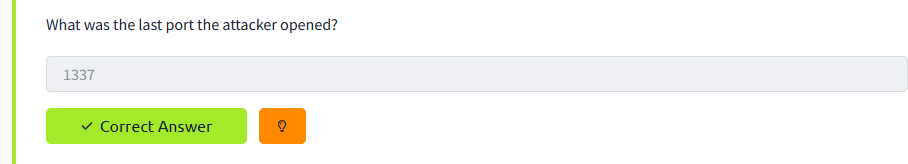 What was the last port the attacker opened?
1337
Correct Answer